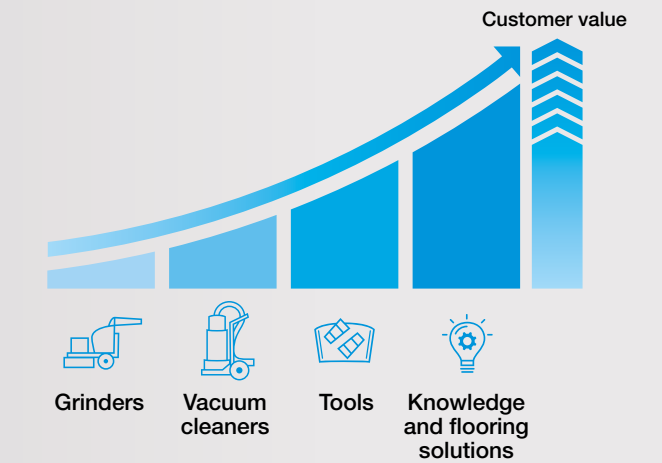 Customer value
Grinders
Vacuum
cleaners
Tools
Knowledge
and flooring
solutions